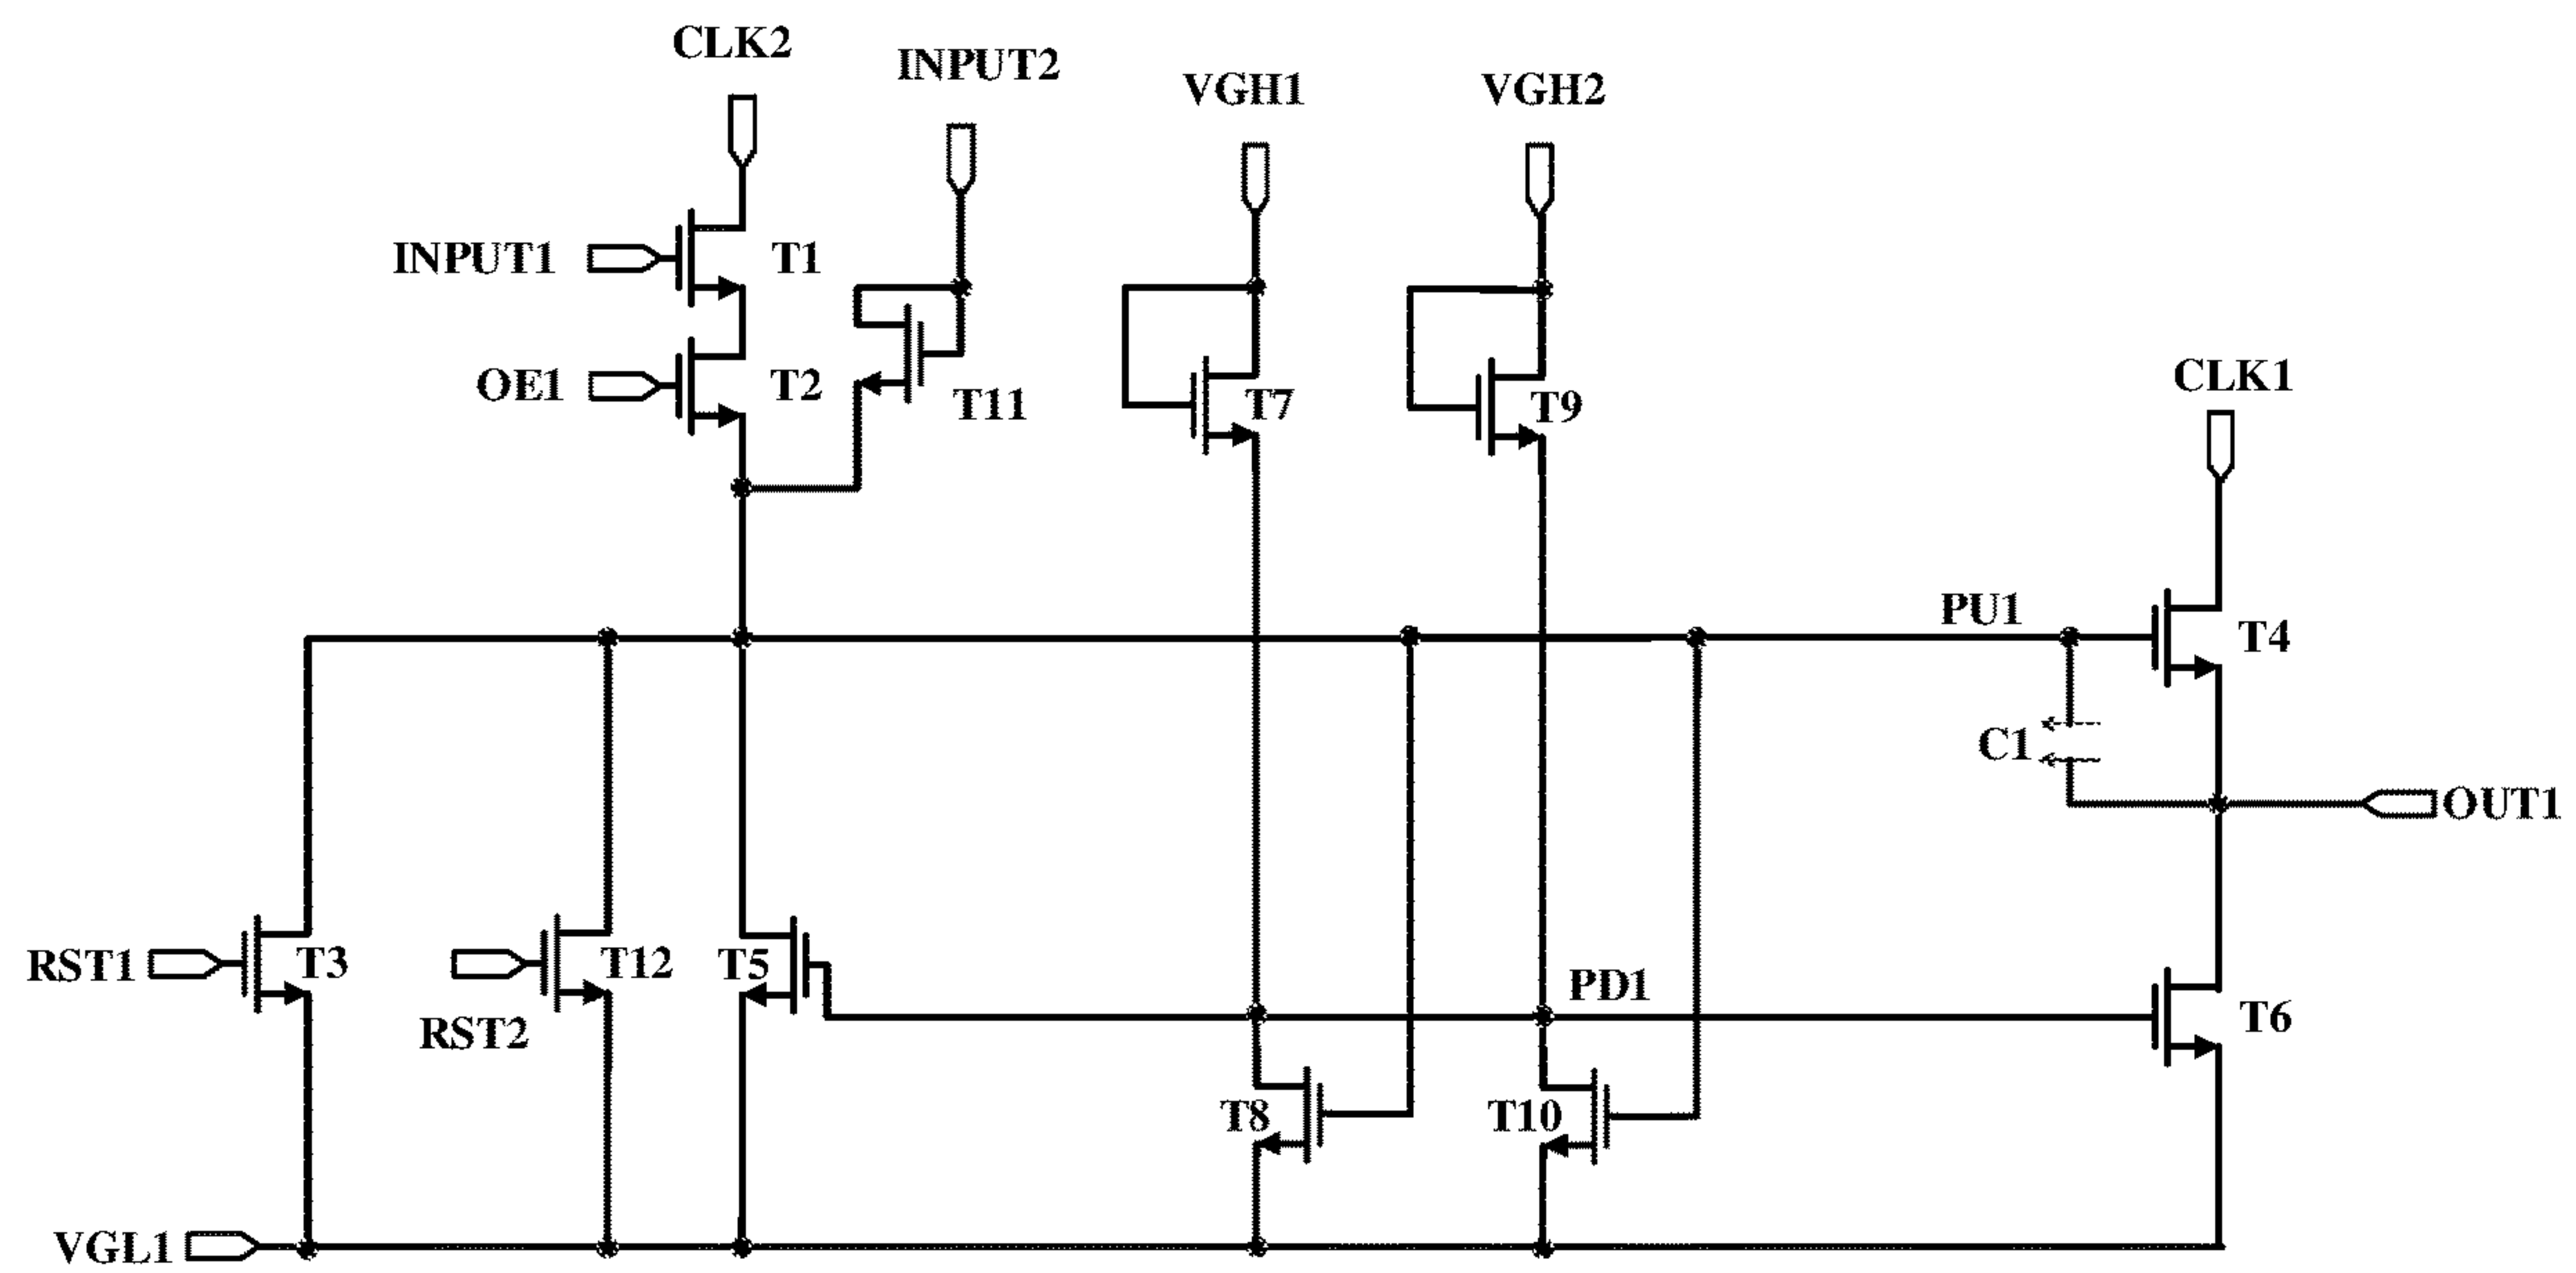 CLK2
INPUT2
VGH1
VGH2
INPUT1
T1
OE1
T2
T11
T7
T9
CLK1
PU1
T4
C1
OUT1
RST1
T3
T12
T5
RST2
PD1
T6
T8
T10
VGL1